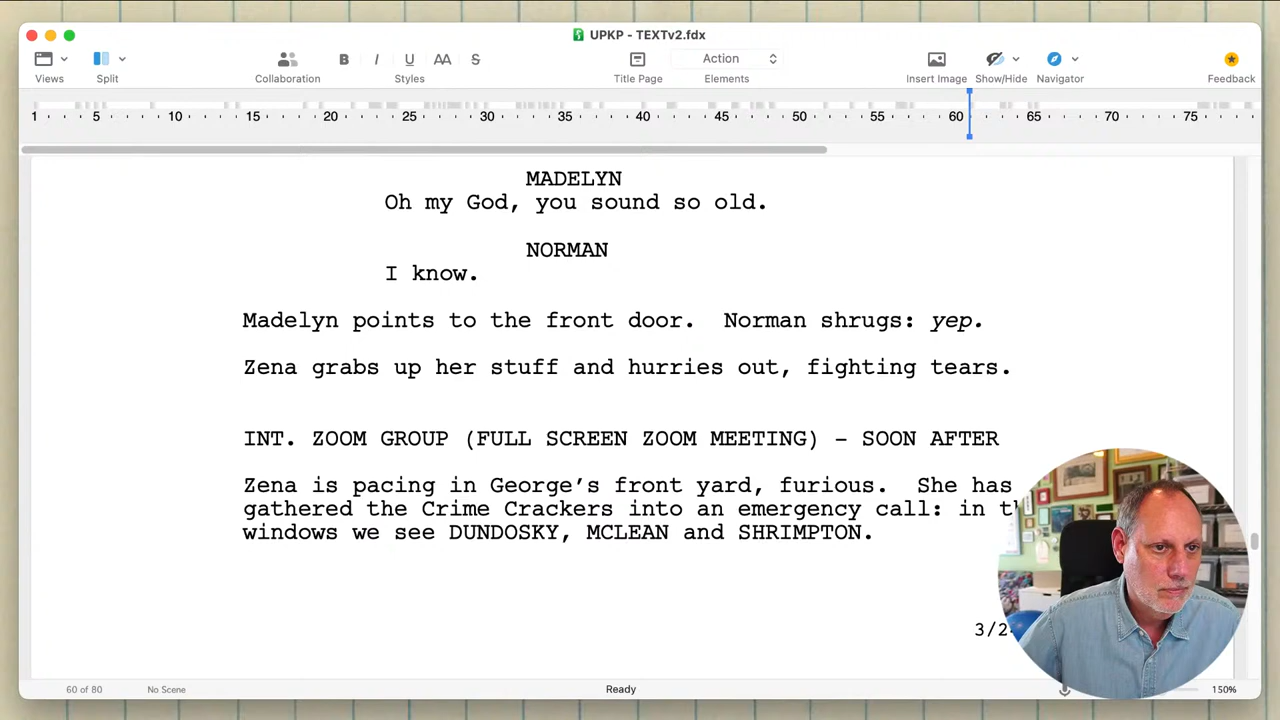 UPKP - TEXTv2.fdx
Views Split Collaboration B I U AA S Styles Title Page Action Elements Insert Image Show/Hide Navigator Feedback
1 5 10 15 20 25 30 35 40 45 50 55 60 65 70 75
MADELYN
Oh my God, you sound so old.
NORMAN
I know.
Madelyn points to the front door.  Norman shrugs: yep.
Zena grabs up her stuff and hurries out, fighting tears.
INT. ZOOM GROUP (FULL SCREEN ZOOM MEETING) – SOON AFTER
Zena is pacing in George’s front yard, furious.  She has
gathered the Crime Crackers into an emergency call: in
windows we see DUNDOSKY, MCLEAN and SHRIMPTON.
60 of 80 No Scene Ready 150%